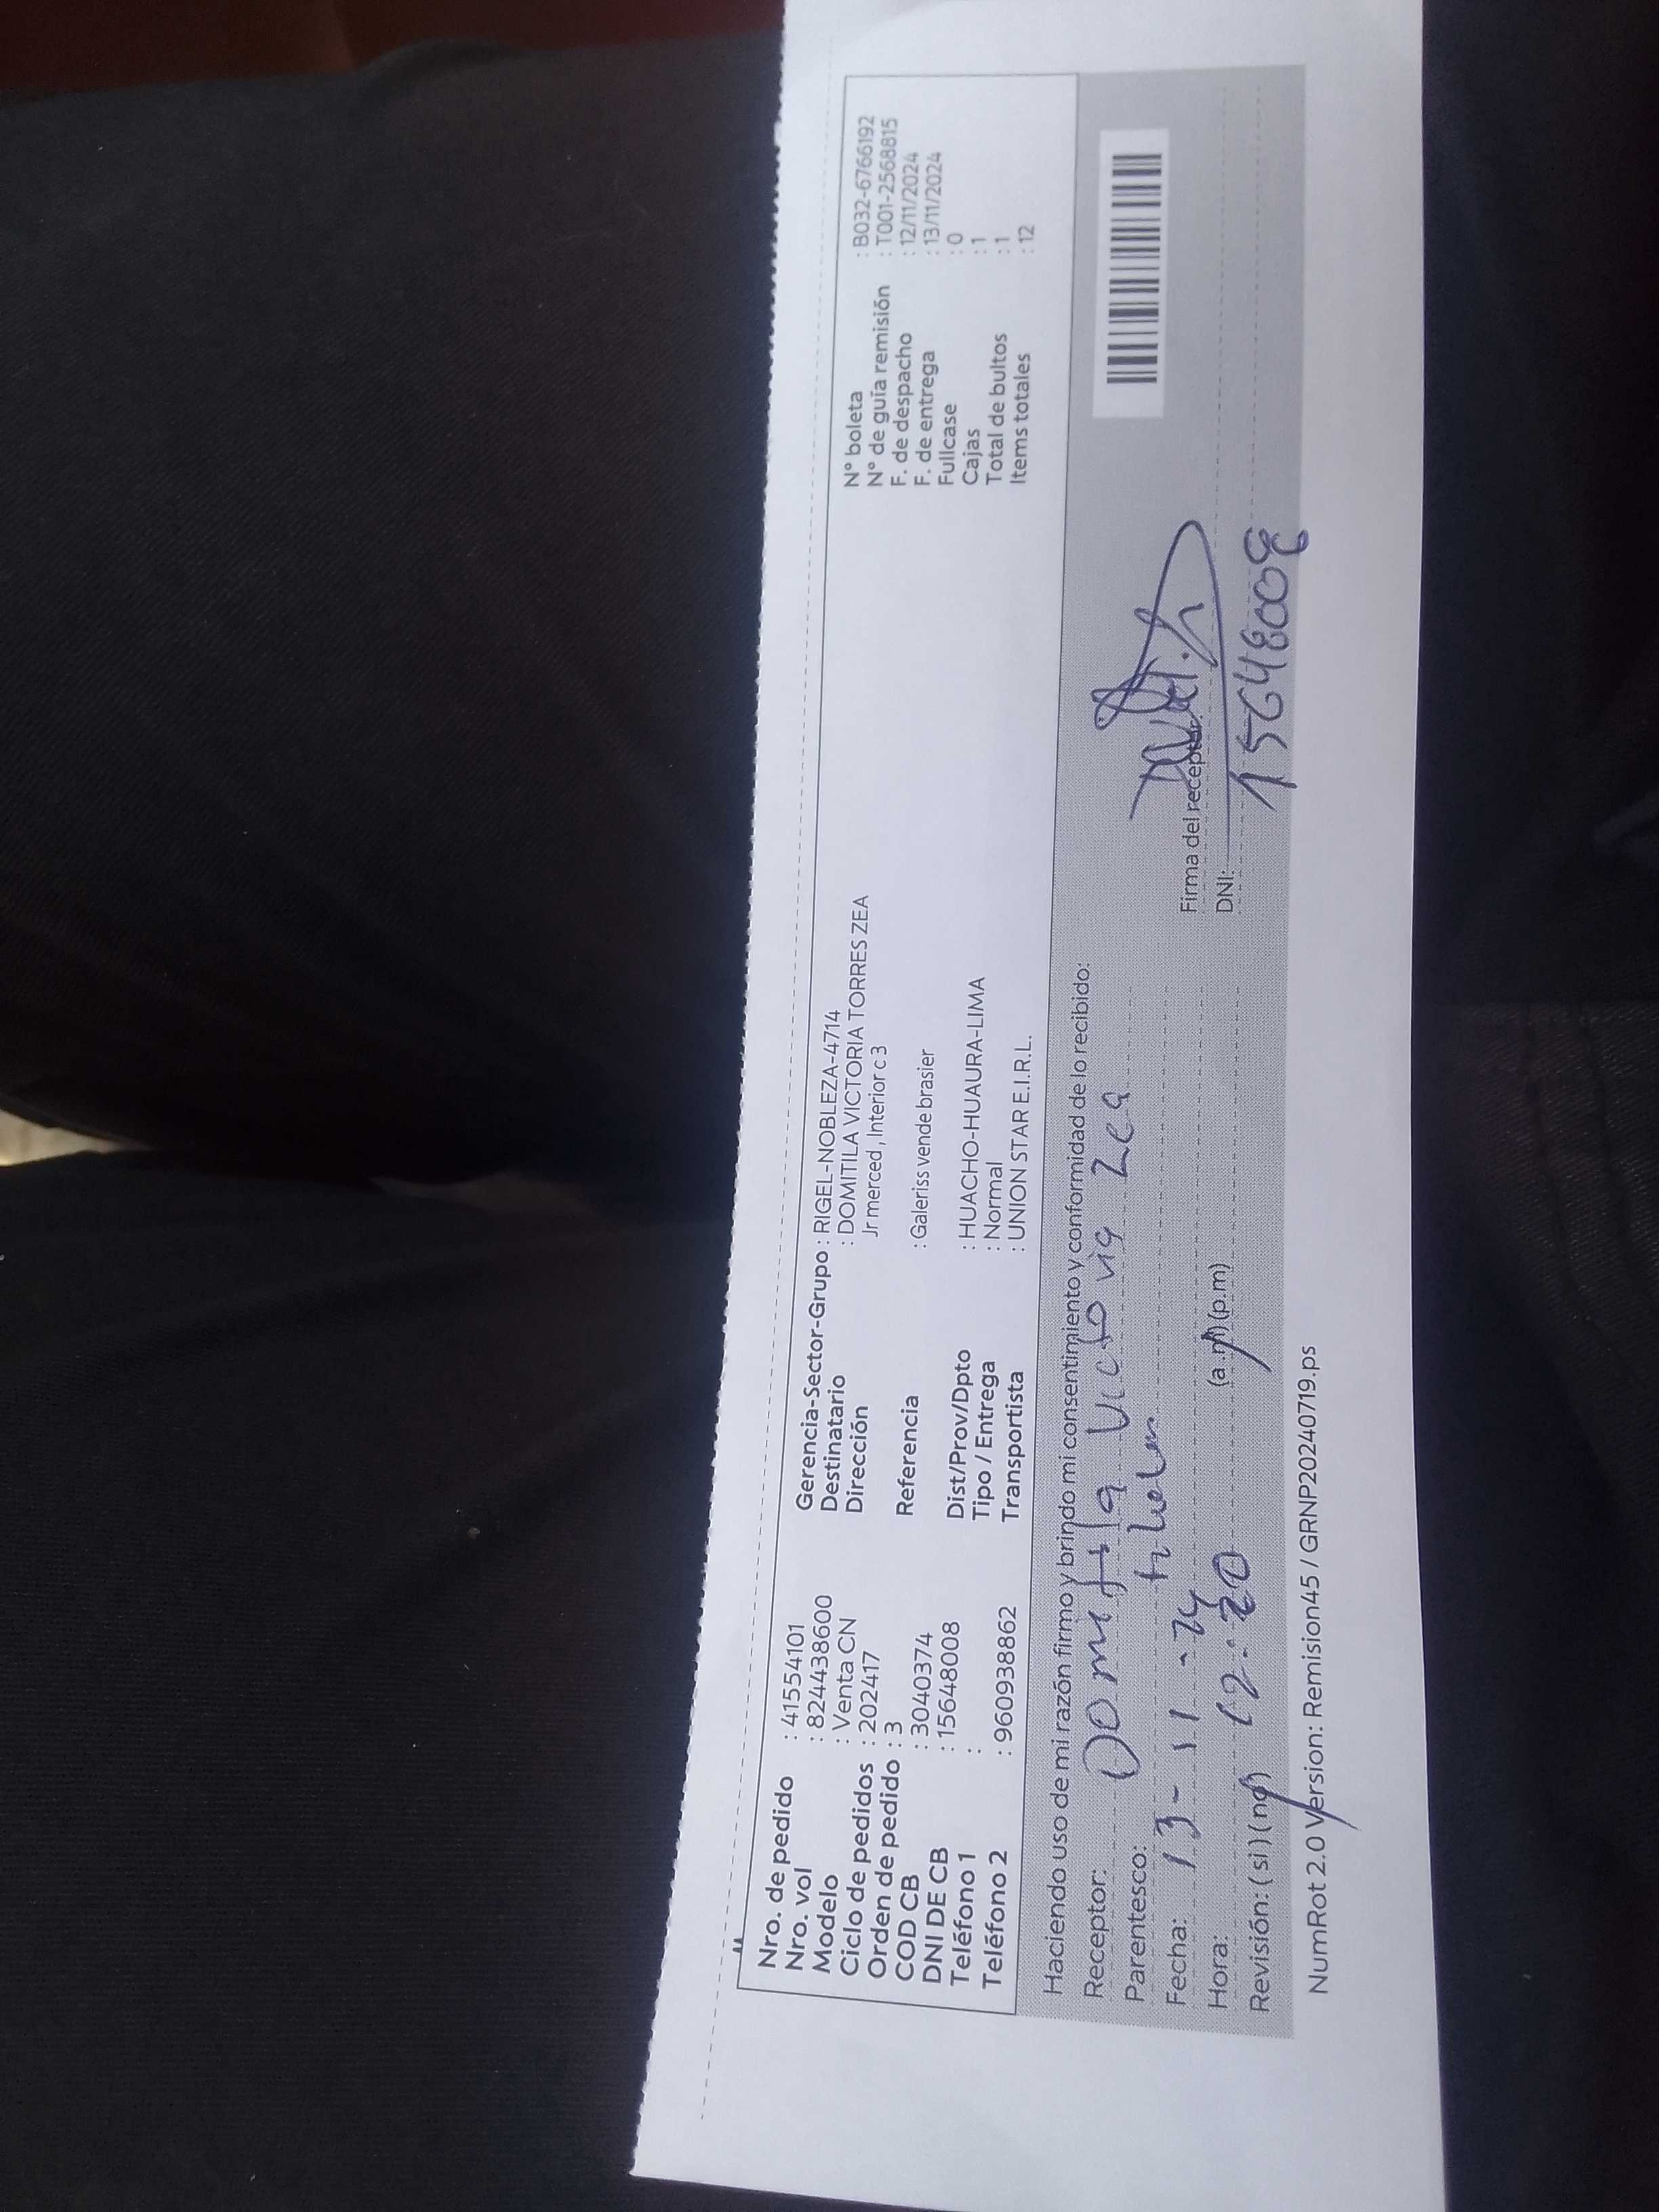 Nro. de pedido : 41554101
Nro. vol : 824438600
Modelo : Venta CN
Ciclo de pedidos : 202417
Orden de pedido : 3
COD CB : 3040374
DNI DE CB : 15648008
Teléfono 1 :
Teléfono 2 : 960938862
Gerencia-Sector-Grupo : RIGEL-NOBLEZA-4714
Destinatario : DOMITILA VICTORIA TORRES ZEA
Dirección Jr merced , Interior c 3
Referencia : Galeriss vende brasier
Dist/Prov/Dpto : HUACHO-HUAURA-LIMA
Tipo / Entrega : Normal
Transportista : UNION STAR E.I.R.L.
N° boleta : B032-6766192
N° de guía remisión : T001-2568815
F. de despacho : 12/11/2024
F. de entrega : 13/11/2024
Fullcase : 0
Cajas : 1
Total de bultos : 1
Items totales : 12
Haciendo uso de mi razón firmo y brindo mi consentimiento y conformidad de lo recibido:
Receptor: Domitila Victoria Zea
Parentesco: titular
Fecha: 13-11-24
Hora: 12:20 (a.m) (p.m)
Revisión: ( si ) ( no )
Firma del receptor:
DNI: 15648008
NumRot 2.0 Version: Remision45 / GRNP20240719.ps